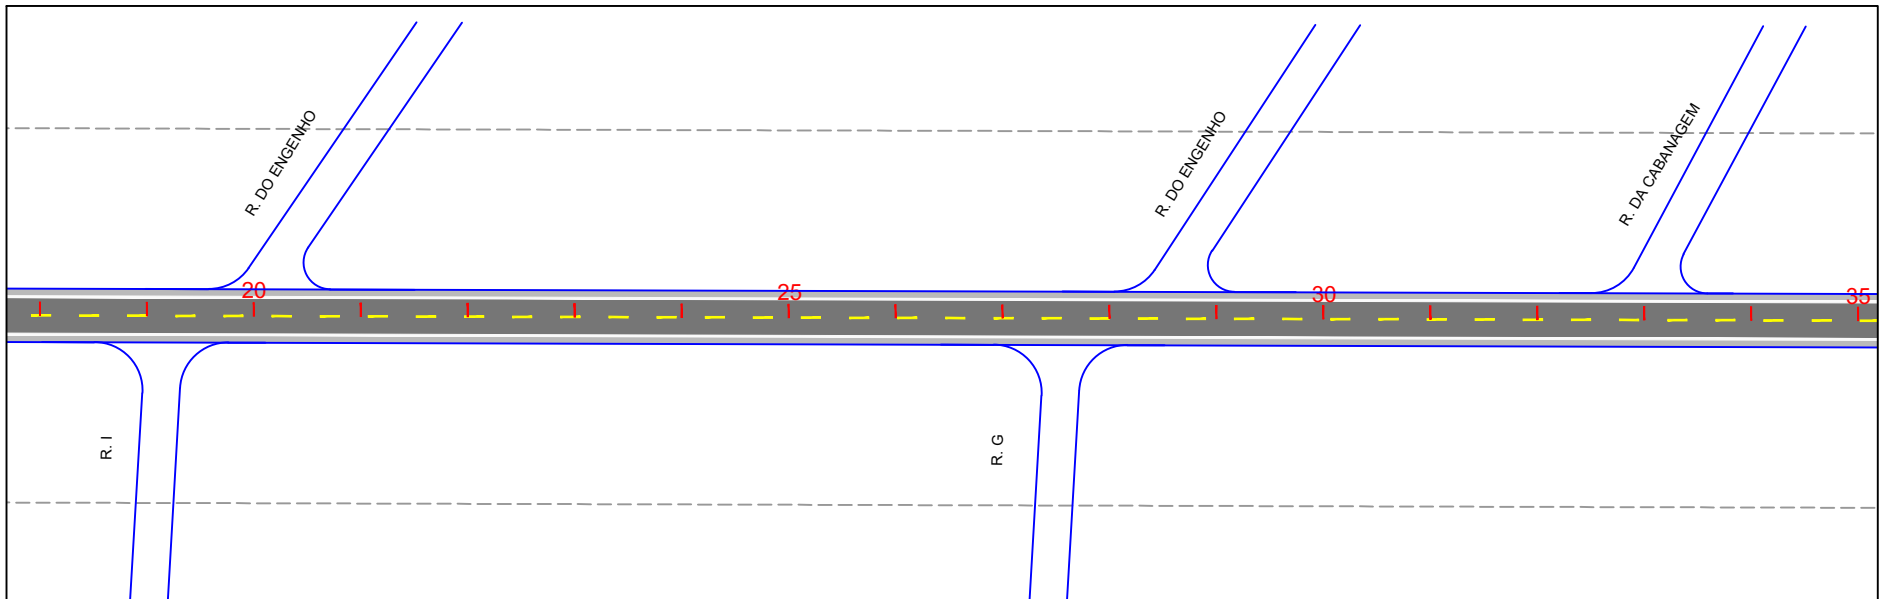 R. DO ENGENHO
R. DO ENGENHO
R. DA CABANAGEM
20
25
30
35
R. I
R. G